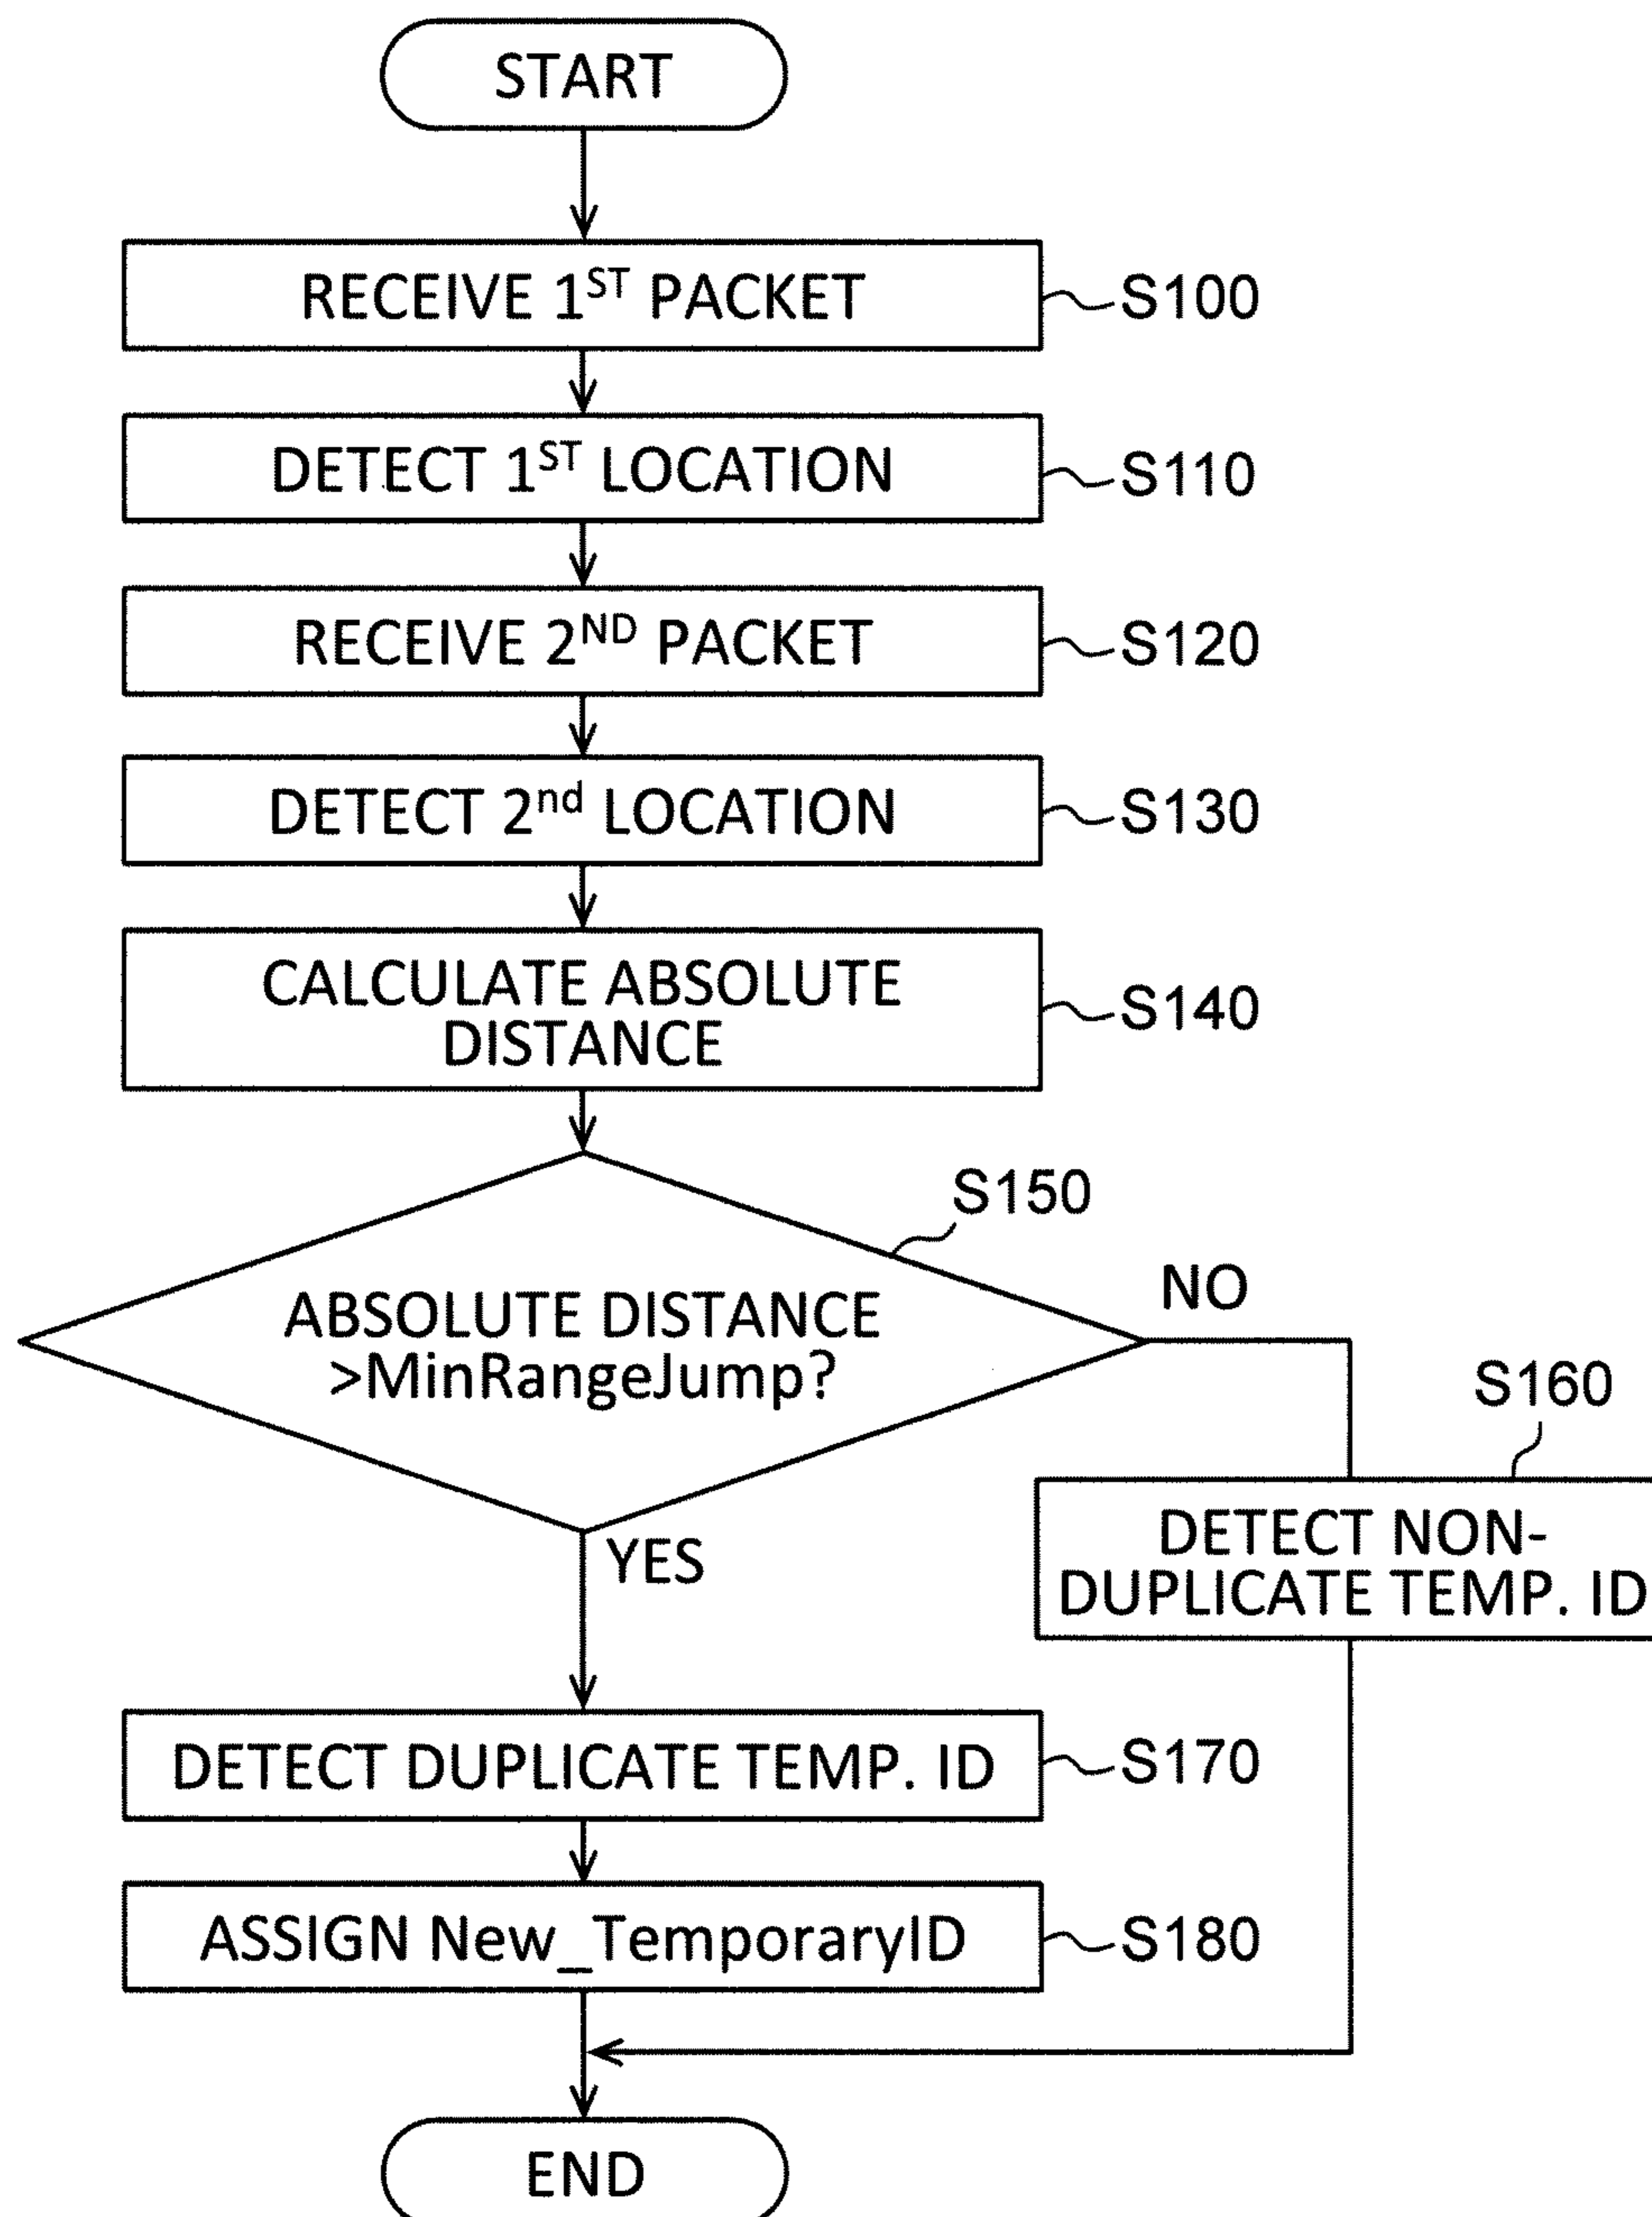 START
RECEIVE 1ST PACKET
S100
DETECT 1ST LOCATION
S110
RECEIVE 2ND PACKET
S120
DETECT 2nd LOCATION
S130
CALCULATE ABSOLUTE
DISTANCE
S140
S150
ABSOLUTE DISTANCE
>MinRangeJump?
NO
S160
DETECT NON-
DUPLICATE TEMP. ID
YES
DETECT DUPLICATE TEMP. ID
S170
ASSIGN New_TemporaryID
S180
END